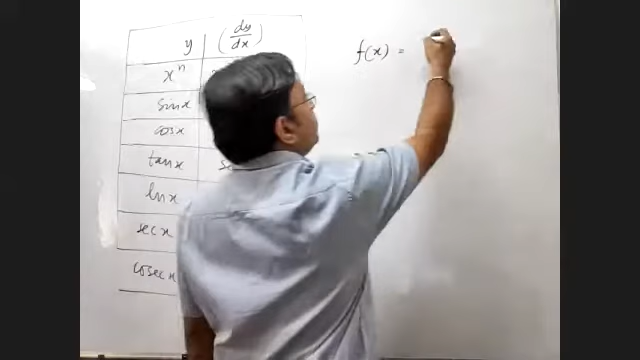 y (dy/dx)
xⁿ
sinx
cosx
tanx
lnx
secx
cosecx
f(x) =